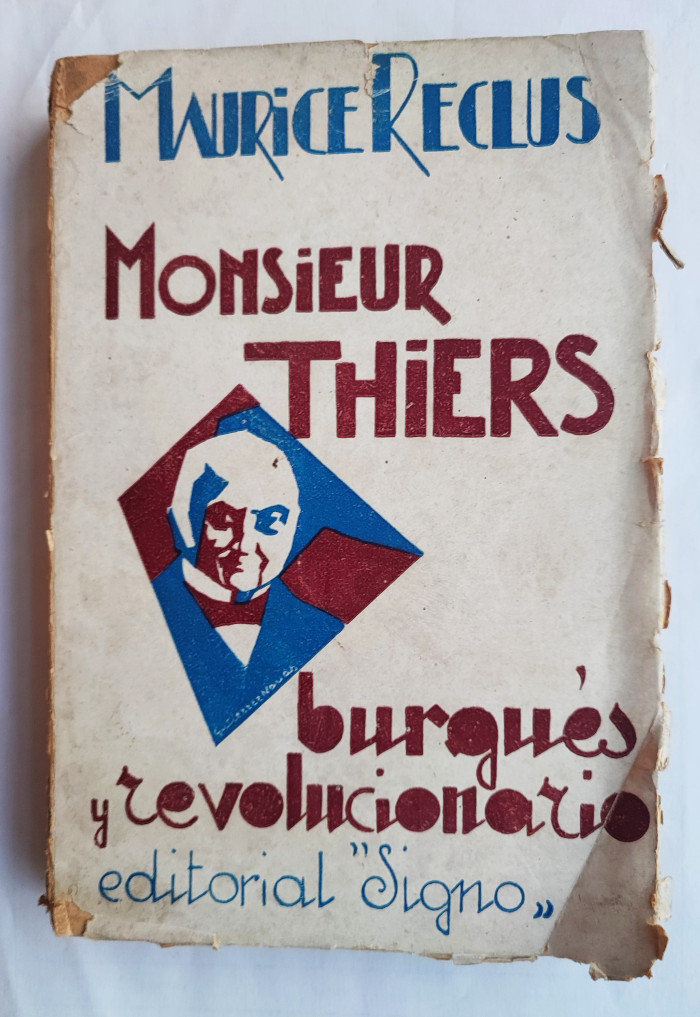 MAURiCE RECLUS
MONSiEUR
THiERS
burgués
y revolucionario
editorial "Signo„